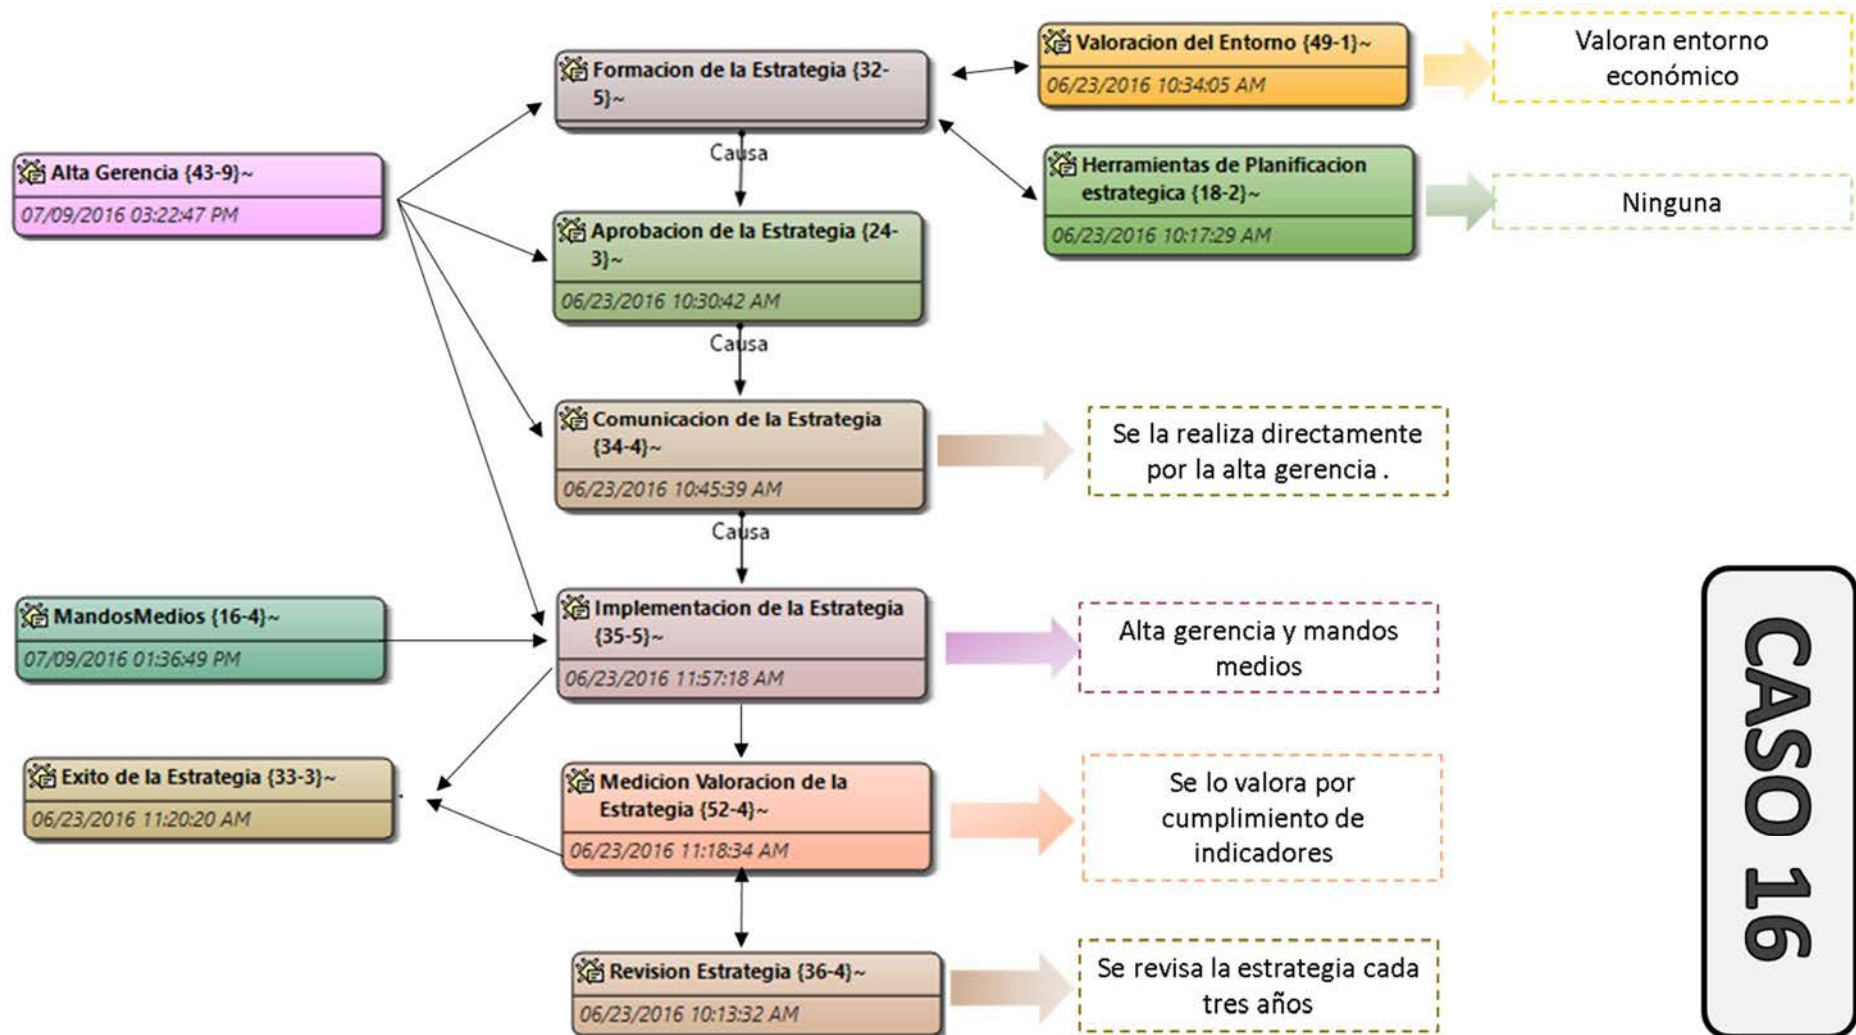 Formacion de la Estrategia {32-
5}~
Valoracion del Entorno {49-1}~
06/23/2016 10:34:05 AM
Valoran entorno
económico
Causa
Alta Gerencia {43-9}~
07/09/2016 03:22:47 PM
Herramientas de Planificacion
estrategica {18-2}~
06/23/2016 10:17:29 AM
Ninguna
Aprobacion de la Estrategia {24-
3}~
06/23/2016 10:30:42 AM
Causa
Comunicacion de la Estrategia
{34-4}~
06/23/2016 10:45:39 AM
Se la realiza directamente
por la alta gerencia .
Causa
MandosMedios {16-4}~
07/09/2016 01:36:49 PM
Implementacion de la Estrategia
{35-5}~
06/23/2016 11:57:18 AM
Alta gerencia y mandos
medios
Exito de la Estrategia {33-3}~
06/23/2016 11:20:20 AM
Medicion Valoracion de la
Estrategia {52-4}~
06/23/2016 11:18:34 AM
Se lo valora por
cumplimiento de
indicadores
Revision Estrategia {36-4}~
06/23/2016 10:13:32 AM
Se revisa la estrategia cada
tres años
CASO 16